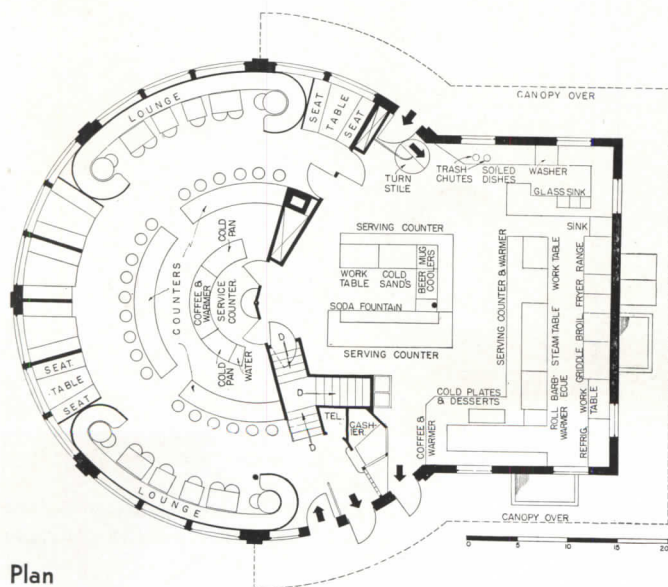 CANOPY OVER
LOUNGE
SEAT
TABLE
SEAT
TURN
STILE
TRASH
CHUTES
SOILED
DISHES
WASHER
GLASS SINK
SINK
SERVING COUNTER
WORK
TABLE
COLD
SANDS
BEER MUG
COOLERS
SODA FOUNTAIN
SERVING COUNTER
SERVING COUNTER & WARMER
WORK TABLE
STEAM TABLE
BARB-
ECUE
ROLL
WARMER
RANGE
FRYER
BROIL
GRIDDLE
WORK
TABLE
REFRIG.
COLD PLATES
& DESSERTS
COFFEE &
WARMER
COUNTERS
COLD
PAN
COFFEE &
WARMER
SERVICE
COUNTER
COLD
PAN
WATER
D
D
D
TEL.
CASH-
IER
SEAT
TABLE
SEAT
LOUNGE
CANOPY OVER
0 5 10 15 20
Plan